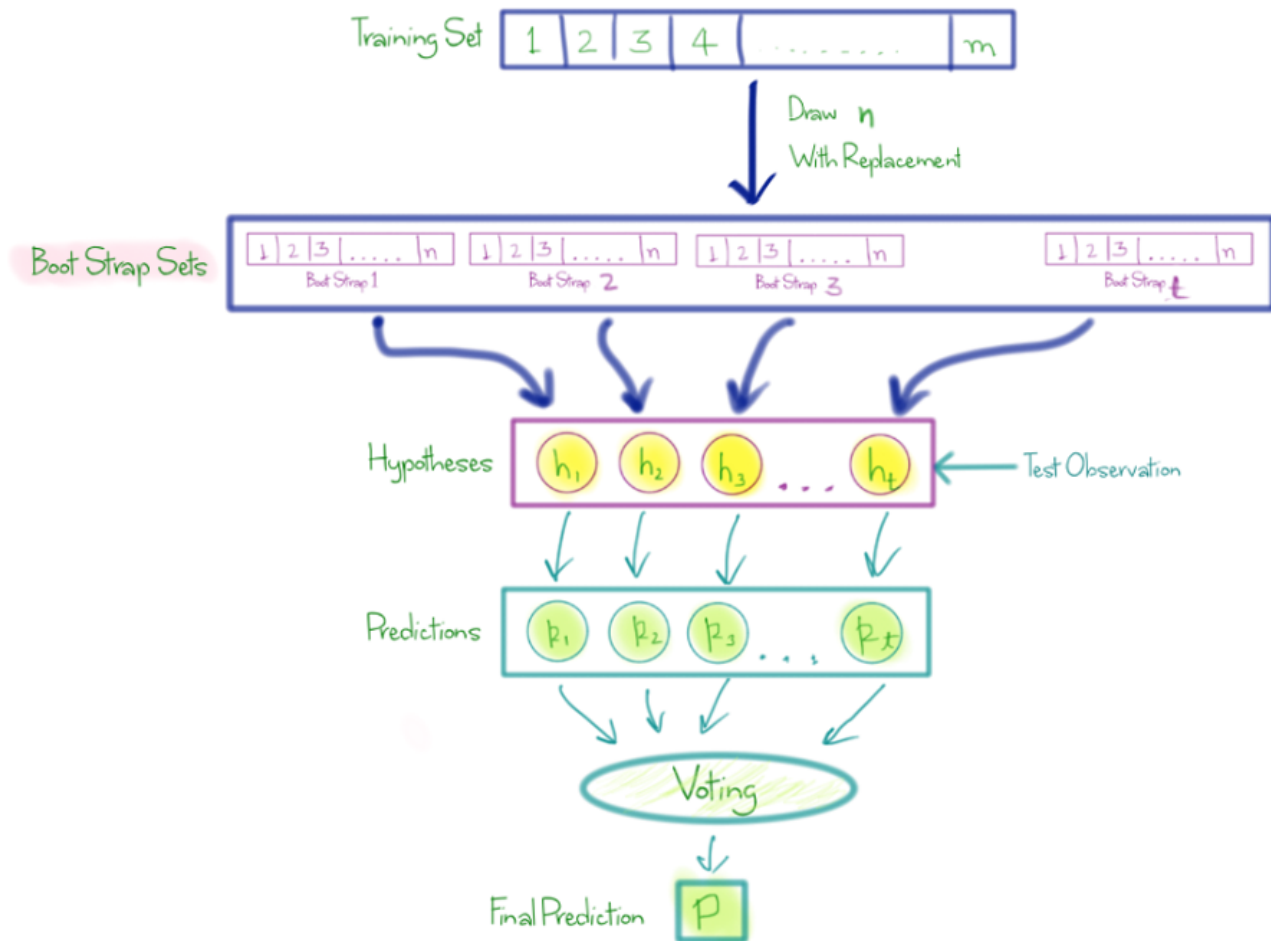 Training Set 1 2 3 4 ......... m
Draw n
With Replacement
Boot Strap Sets
1 2 3 ..... n
Boot Strap 1
1 2 3 ..... n
Boot Strap 2
1 2 3 ..... n
Boot Strap 3
1 2 3 ..... n
Boot Strap t
Hypotheses h₁ h₂ h₃ ... hₜ Test Observation
Predictions p₁ p₂ p₃ ... pₜ
Voting
Final Prediction P